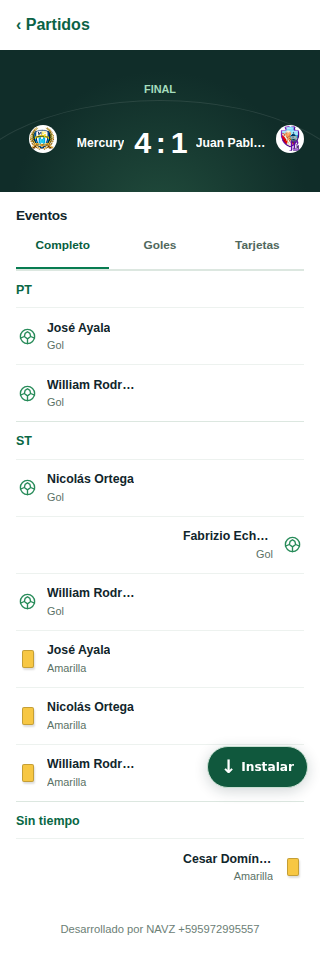 ‹ Partidos
FINAL
Mercury 4 : 1 Juan Pabl...
Eventos
Completo Goles Tarjetas
PT
José Ayala
Gol
William Rodr...
Gol
ST
Nicolás Ortega
Gol
Fabrizio Ech...
Gol
William Rodr...
Gol
José Ayala
Amarilla
Nicolás Ortega
Amarilla
William Rodr...
Amarilla
↓ Instalar
Sin tiempo
Cesar Domín...
Amarilla
Desarrollado por NAVZ +595972995557